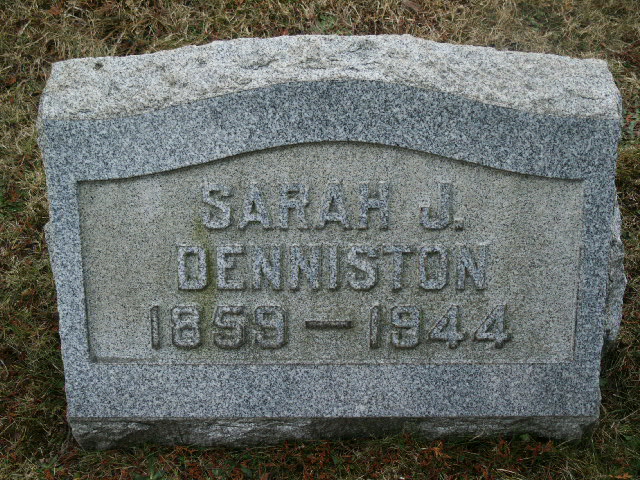 SARAH J.
DENNISTON
1859 — 1944